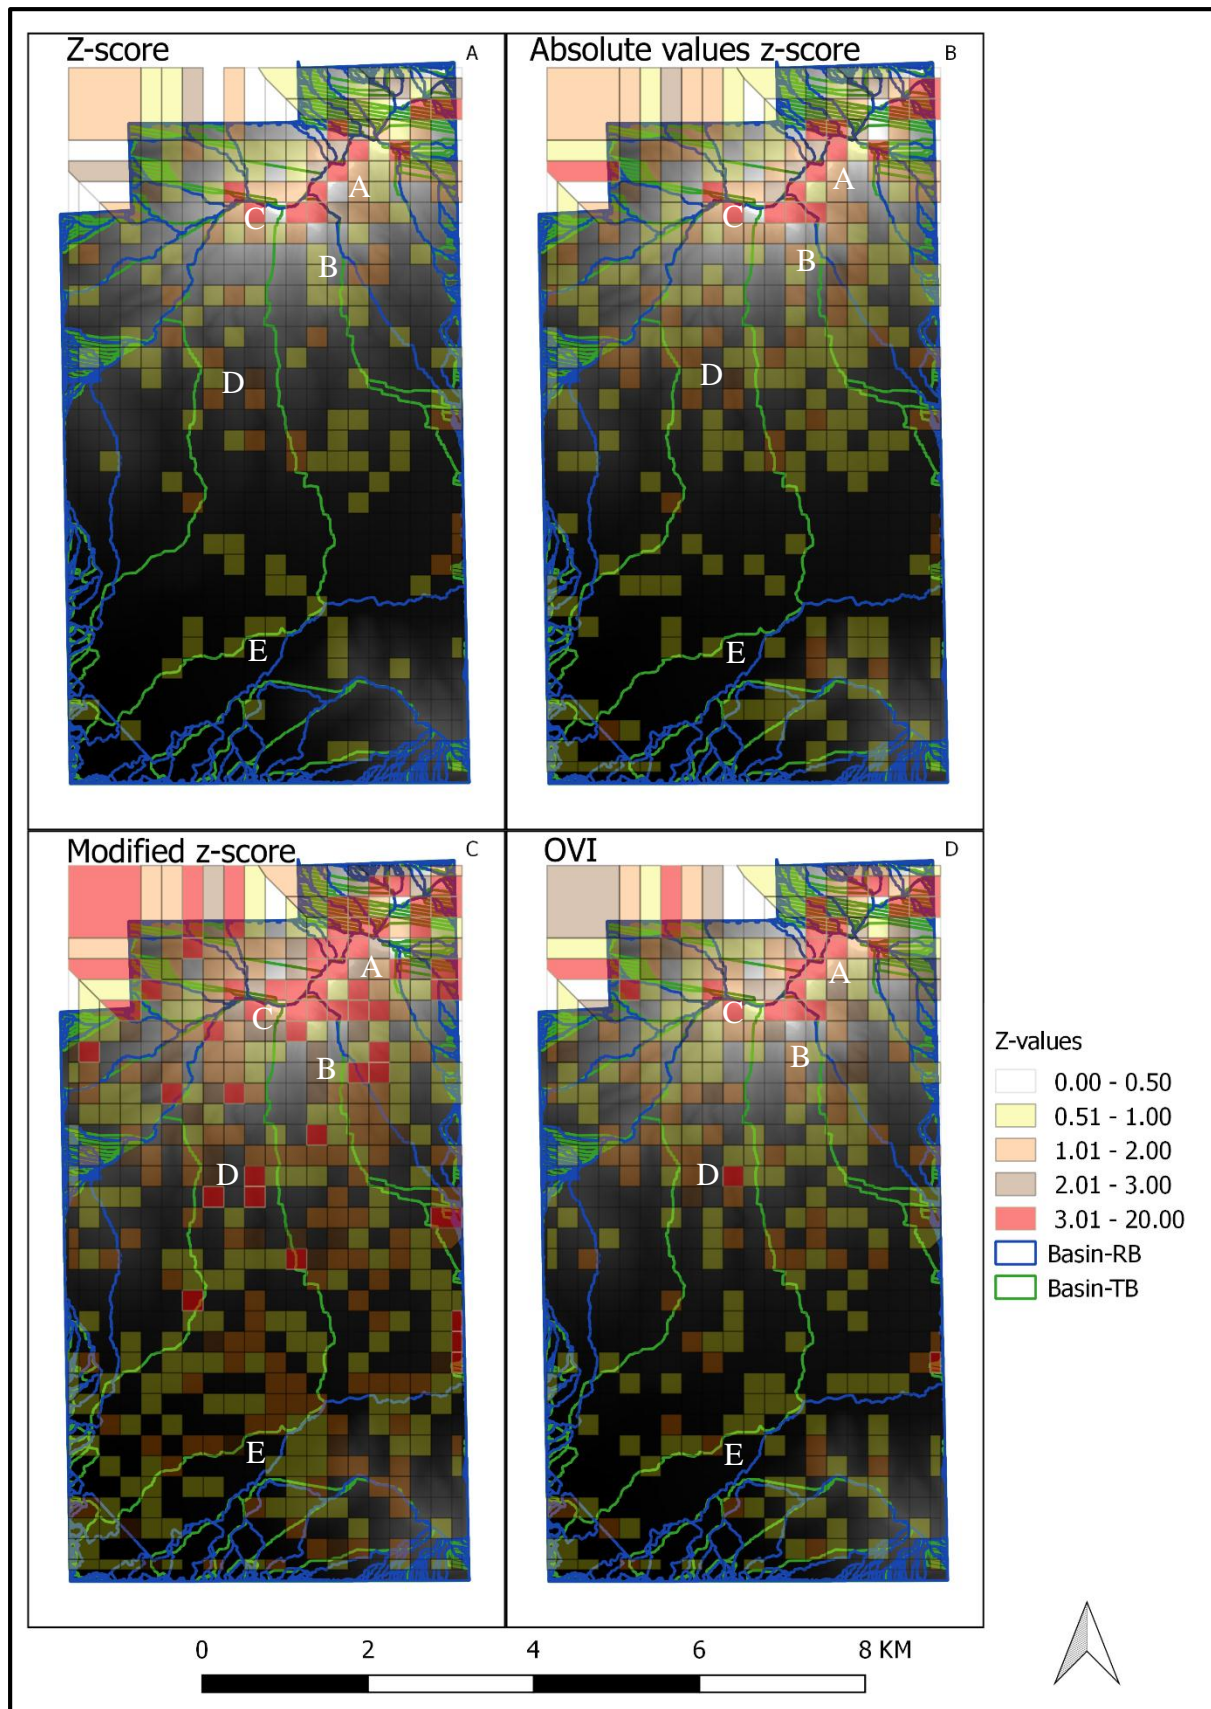 Z-score A
A
C
B
D
E
Absolute values z-score B
A
C
B
D
E
Modified z-score C
A
C
B
D
E
OVI D
A
C
B
D
E
Z-values
0.00 - 0.50
0.51 - 1.00
1.01 - 2.00
2.01 - 3.00
3.01 - 20.00
Basin-RB
Basin-TB
0 2 4 6 8 KM